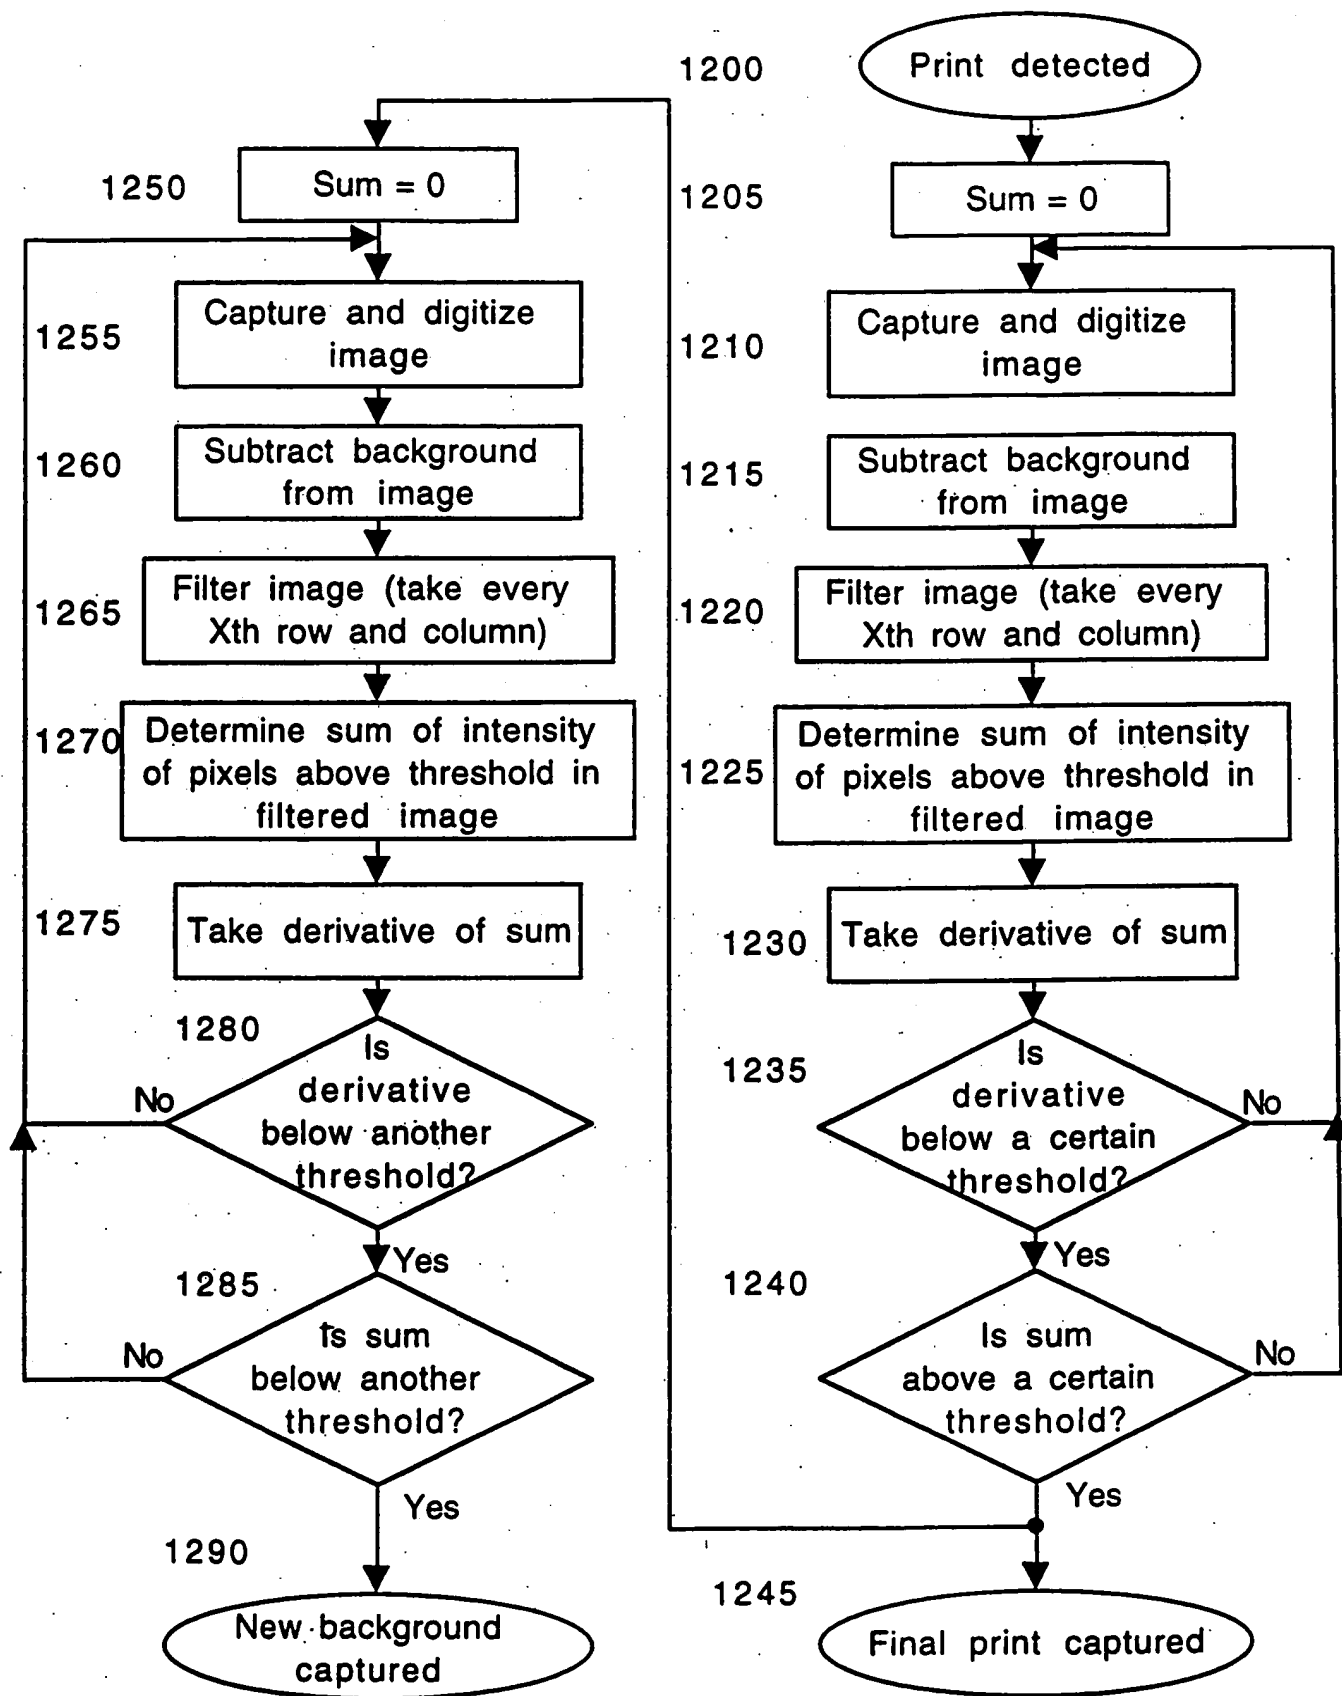 1200
Print detected
1205
Sum = 0
1210
Capture and digitize
image
1215
Subtract background
from image
1220
Filter image (take every
Xth row and column)
1225
Determine sum of intensity
of pixels above threshold in
filtered image
1230
Take derivative of sum
1235
Is
derivative
below a certain
threshold?
No
Yes
1240
Is sum
above a certain
threshold?
No
Yes
1245
Final print captured
1250
Sum = 0
1255
Capture and digitize
image
1260
Subtract background
from image
1265
Filter image (take every
Xth row and column)
1270
Determine sum of intensity
of pixels above threshold in
filtered image
1275
Take derivative of sum
1280
Is
derivative
below another
threshold?
No
Yes
1285
Is sum
below another
threshold?
No
Yes
1290
New background
captured